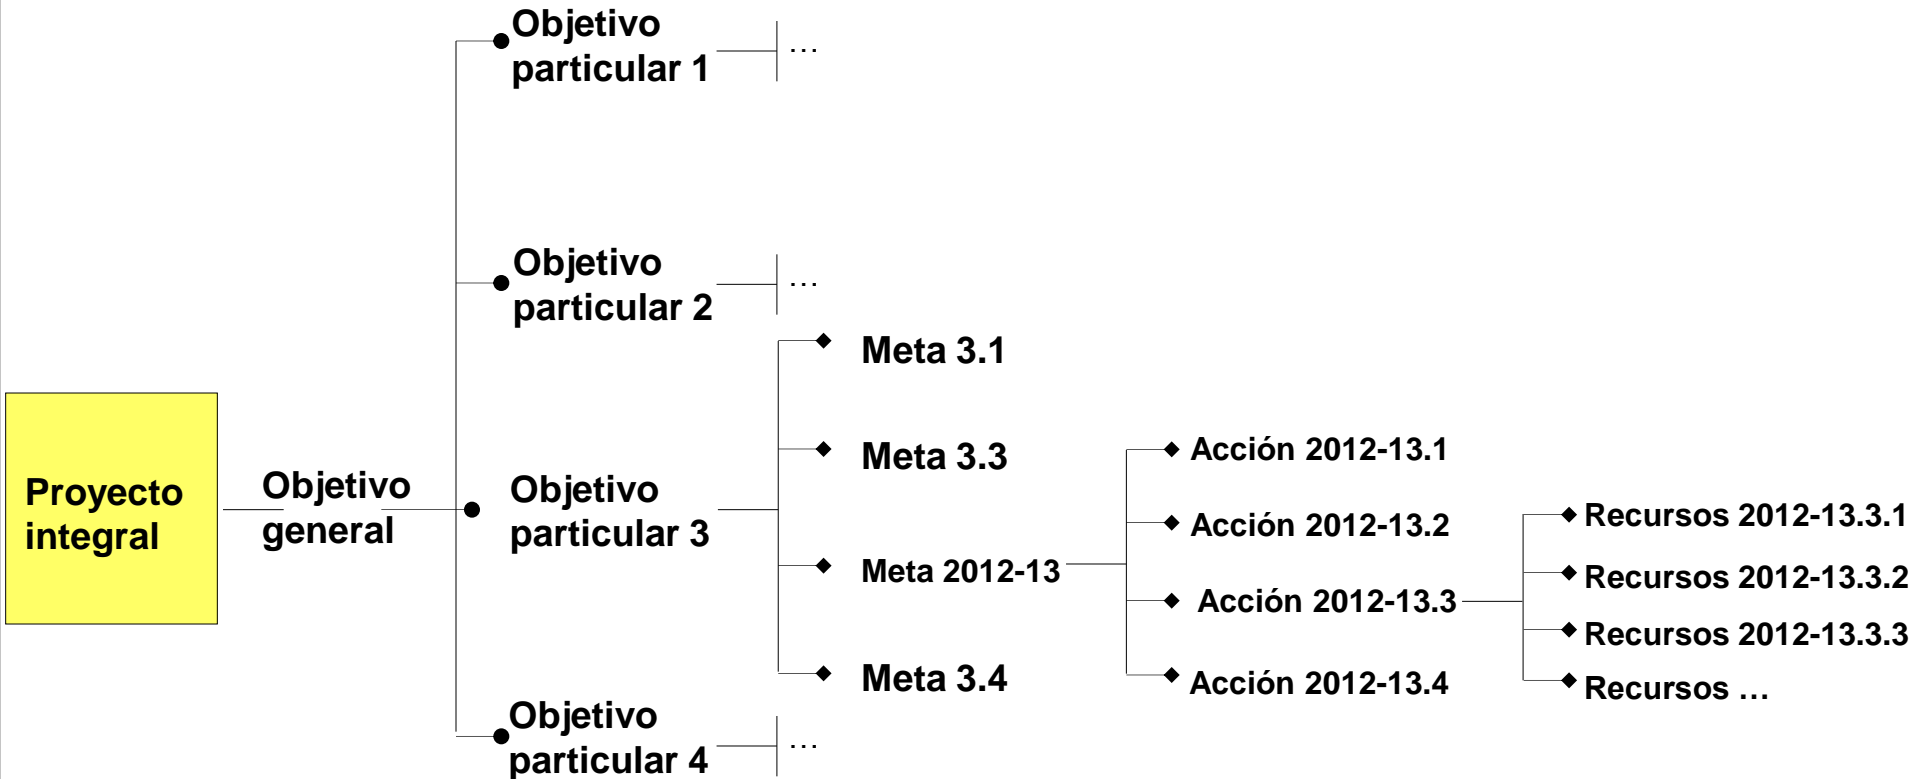 Objetivo
particular 1
…
Objetivo
particular 2
…
Proyecto
integral
Objetivo
general
Objetivo
particular 3
Meta 3.1
Meta 3.3
Meta 2012-13
Meta 3.4
Acción 2012-13.1
Acción 2012-13.2
Acción 2012-13.3
Acción 2012-13.4
Recursos 2012-13.3.1
Recursos 2012-13.3.2
Recursos 2012-13.3.3
Recursos …
Objetivo
particular 4
…